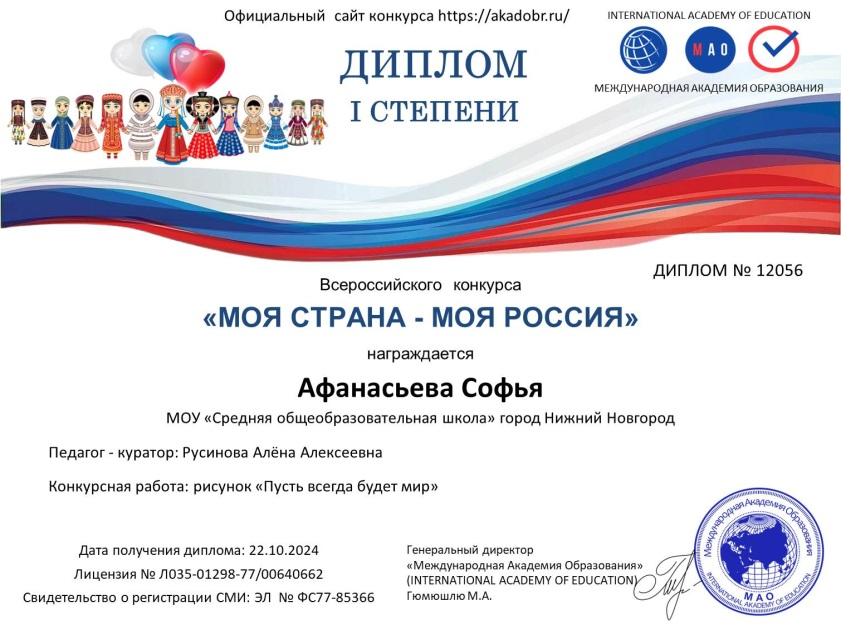 Официальный сайт конкурса https://akadobr.ru/
INTERNATIONAL ACADEMY OF EDUCATION
МАО
МЕЖДУНАРОДНАЯ АКАДЕМИЯ ОБРАЗОВАНИЯ
ДИПЛОМ
I СТЕПЕНИ
ДИПЛОМ № 12056
Всероссийского конкурса
«МОЯ СТРАНА - МОЯ РОССИЯ»
награждается
Афанасьева Софья
МОУ «Средняя общеобразовательная школа» город Нижний Новгород
Педагог - куратор: Русинова Алёна Алексеевна
Конкурсная работа: рисунок «Пусть всегда будет мир»
Дата получения диплома: 22.10.2024
Лицензия № Л035-01298-77/00640662
Свидетельство о регистрации СМИ: ЭЛ № ФС77-85366
Генеральный директор
«Международная Академия Образования»
(INTERNATIONAL ACADEMY OF EDUCATION)
Гюмюшлю М.А.
Международная Академия Образования
МАО
INTERNATIONAL ACADEMY OF EDUCATION